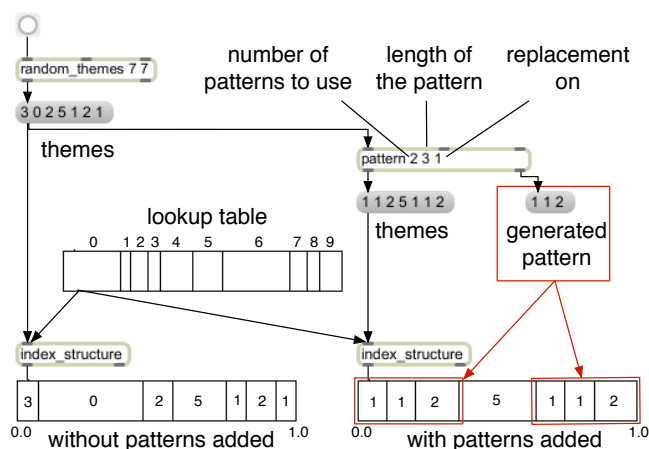 number of patterns to use
length of the pattern
replacement on
random_themes 7 7
3 0 2 5 1 2 1
themes
pattern 2 3 1
lookup table
1 1 2 5 1 1 2
1 1 2
themes
generated pattern
0 1 2 3 4 5 6 7 8 9
index_structure
index_structure
3 0 2 5 1 2 1
1 1 2 5 1 1 2
0.0 without patterns added 1.0
0.0 with patterns added 1.0